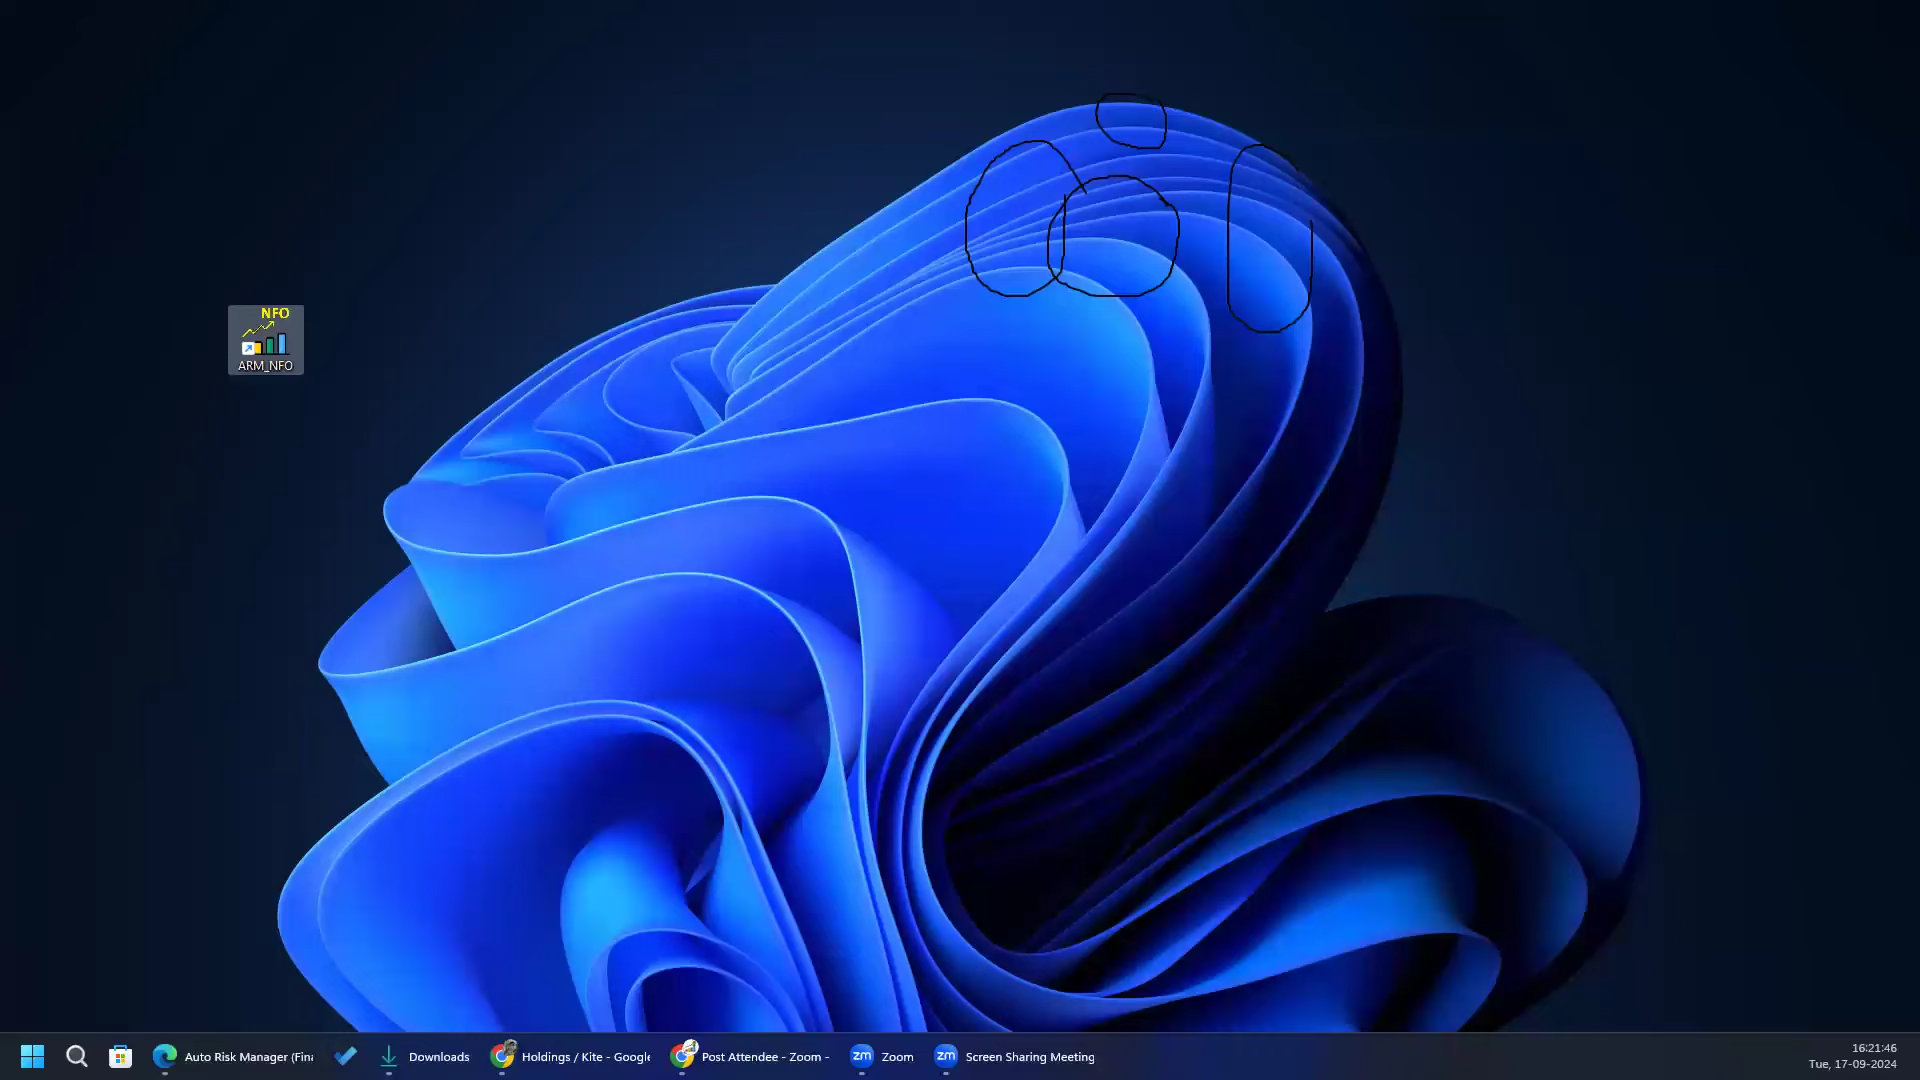 NFO
ARM_NFO
Auto Risk Manager (Fin
Downloads
Holdings / Kite - Google
Post Attendee - Zoom -
zm
Zoom
zm
Screen Sharing Meeting
16:21:46
Tue, 17-09-2024